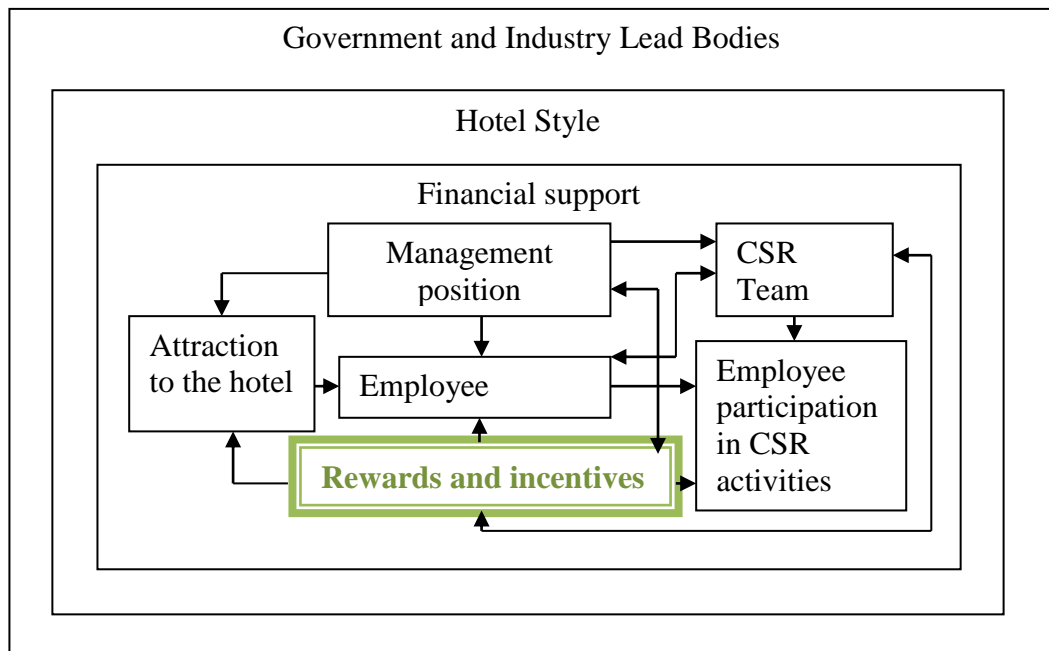 Government and Industry Lead Bodies
Hotel Style
Financial support
Management
position
CSR
Team
Attraction
to the hotel
Employee
Employee
participation
in CSR
activities
Rewards and incentives